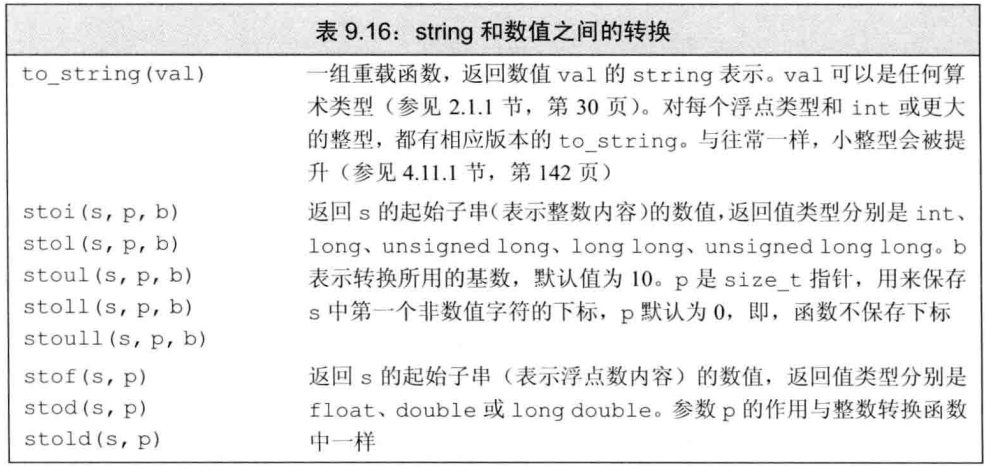 表 9.16：string 和数值之间的转换
to_string(val) 一组重载函数，返回数值 val 的 string 表示。val 可以是任何算
术类型（参见 2.1.1 节，第 30 页）。对每个浮点类型和 int 或更大
的整型，都有相应版本的 to_string。与往常一样，小整型会被提
升（参见 4.11.1 节，第 142 页）
stoi(s, p, b) 返回 s 的起始子串（表示整数内容）的数值，返回值类型分别是 int、
stol(s, p, b) long、unsigned long、long long、unsigned long long。b
stoul(s, p, b) 表示转换所用的基数，默认值为 10。p 是 size_t 指针，用来保存
stoll(s, p, b) s 中第一个非数值字符的下标，p 默认为 0，即，函数不保存下标
stoull(s, p, b)
stof(s, p) 返回 s 的起始子串（表示浮点数内容）的数值，返回值类型分别是
stod(s, p) float、double 或 long double。参数 p 的作用与整数转换函数
stold(s, p) 中一样